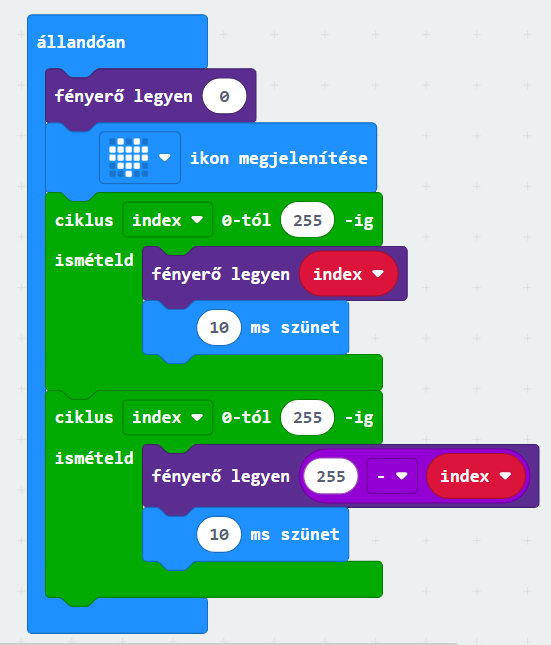 állandóan
fényerő legyen 0
ikon megjelenítése
ciklus index 0-tól 255 -ig
ismételd
fényerő legyen index
10 ms szünet
ciklus index 0-tól 255 -ig
ismételd
fényerő legyen 255 - index
10 ms szünet